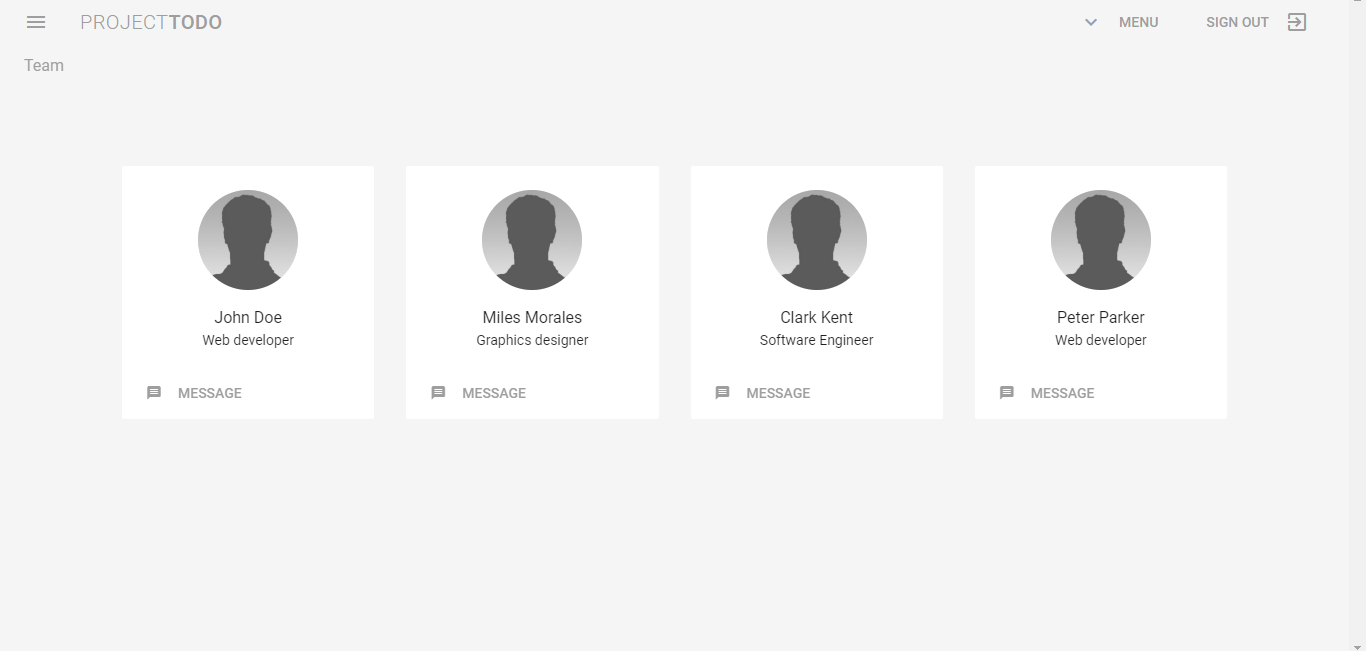 PROJECTTODO
MENU
SIGN OUT
Team
John Doe
Web developer
MESSAGE
Miles Morales
Graphics designer
MESSAGE
Clark Kent
Software Engineer
MESSAGE
Peter Parker
Web developer
MESSAGE